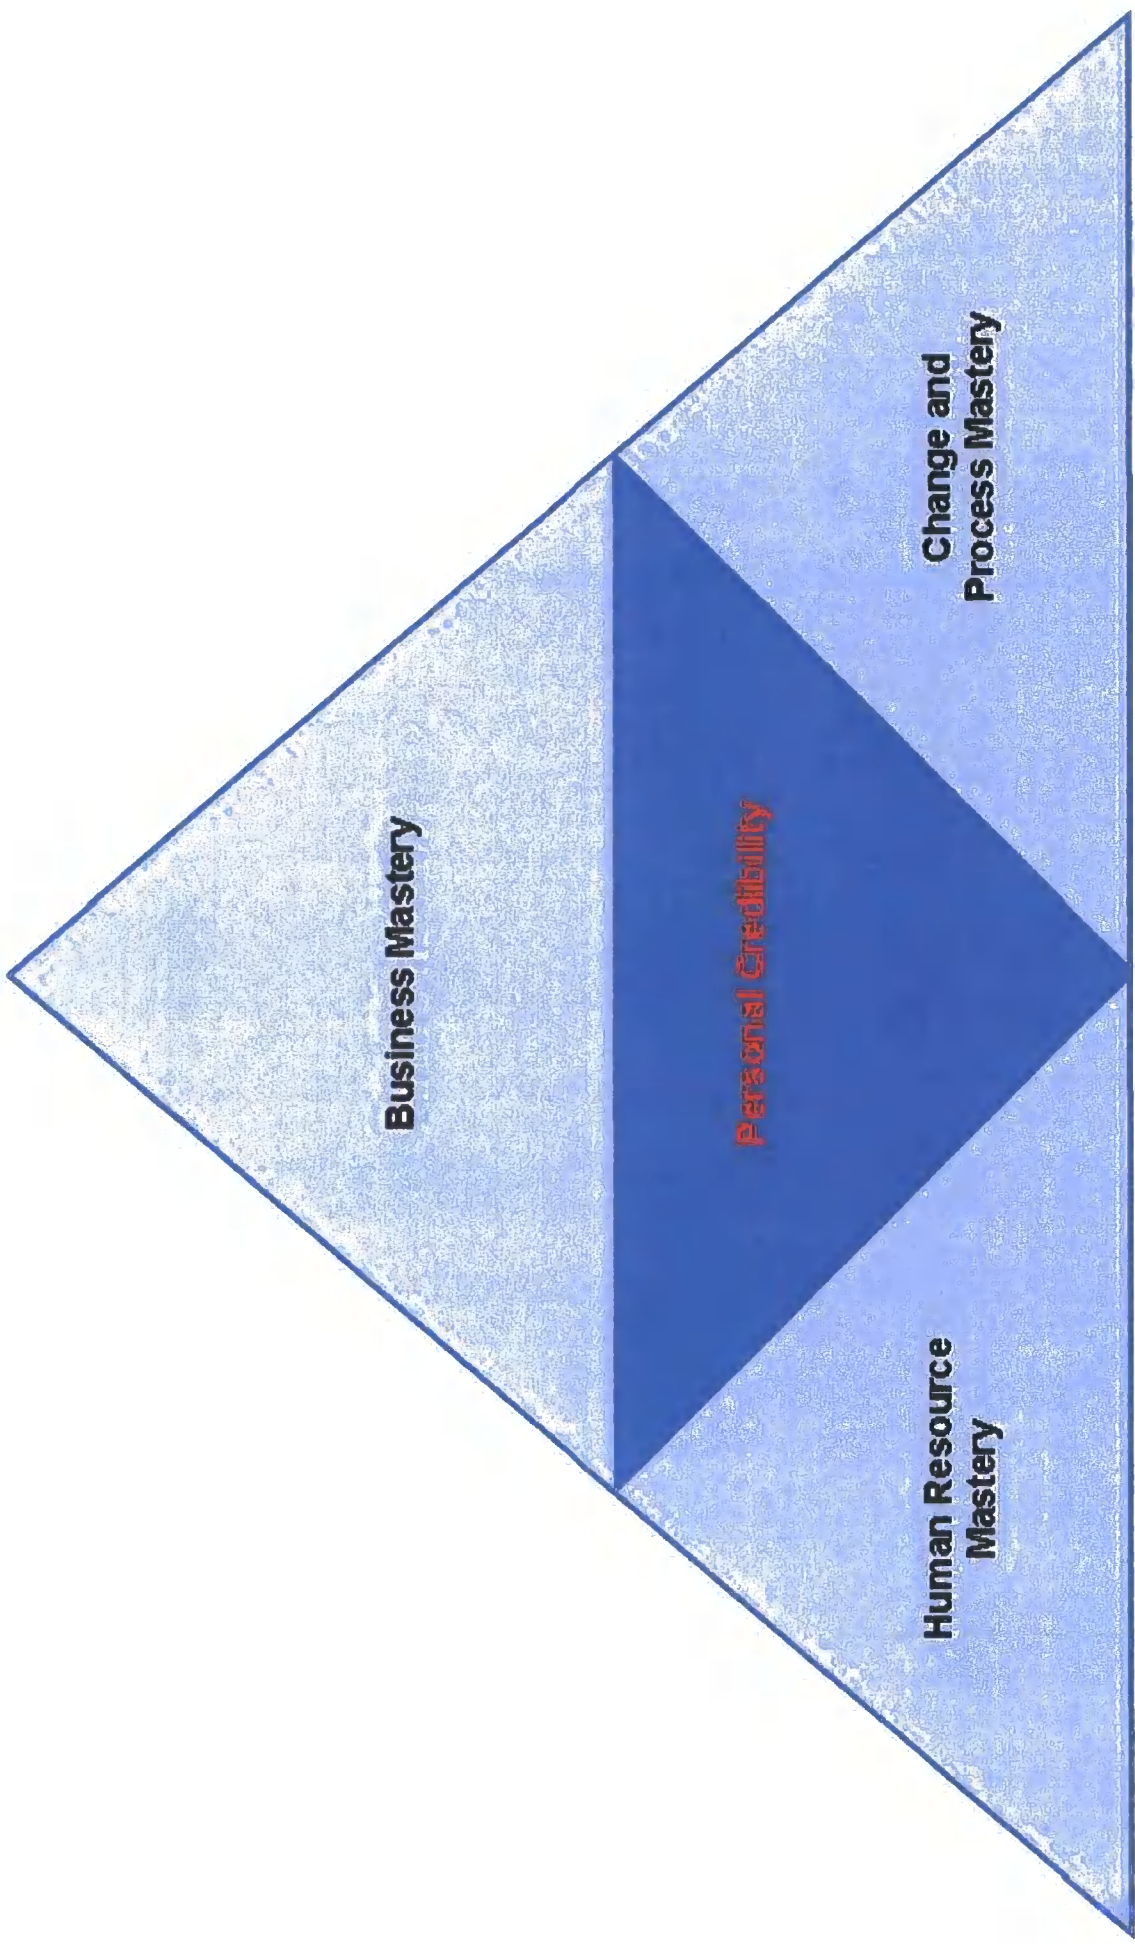 Business Mastery
Personal Credibility
Human Resource
Mastery
Change and
Process Mastery